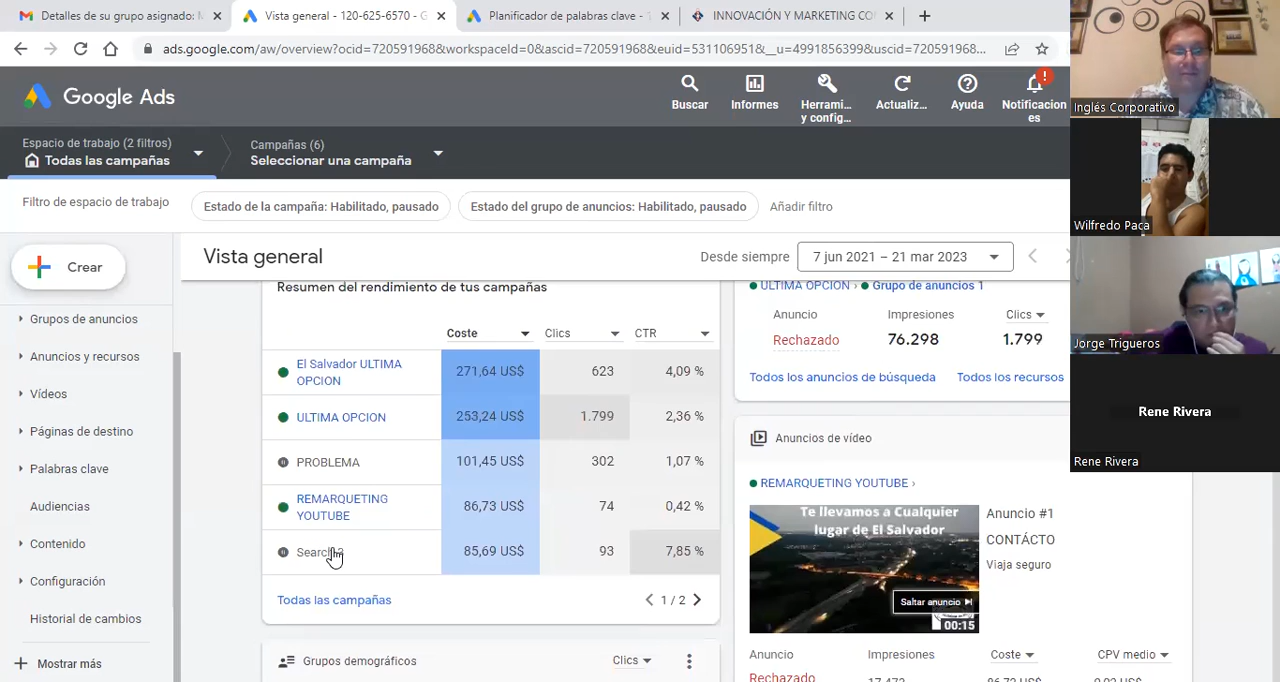 Detalles de su grupo asignado: M
Vista general - 120-625-6570 - G
Planificador de palabras clave - 1
INNOVACIÓN Y MARKETING CO
ads.google.com/aw/overview?ocid=720591968&workspaceId=0&ascid=720591968&euid=531106951&__u=4991856399&uscid=720591968...
Google Ads
Buscar
Informes
Herrami...
y config...
Actualiz...
Ayuda
Notificacion
es
Espacio de trabajo (2 filtros)
Todas las campañas
Campañas (6)
Seleccionar una campaña
Filtro de espacio de trabajo
Estado de la campaña: Habilitado, pausado
Estado del grupo de anuncios: Habilitado, pausado
Añadir filtro
Crear
Vista general
Desde siempre
7 jun 2021 – 21 mar 2023
Grupos de anuncios
Anuncios y recursos
Vídeos
Páginas de destino
Palabras clave
Audiencias
Contenido
Configuración
Historial de cambios
Mostrar más
Resumen del rendimiento de tus campañas
Coste
Clics
CTR
El Salvador ULTIMA
OPCION
271,64 US$
623
4,09 %
ULTIMA OPCION
253,24 US$
1.799
2,36 %
PROBLEMA
101,45 US$
302
1,07 %
REMARQUETING
YOUTUBE
86,73 US$
74
0,42 %
85,69 US$
93
7,85 %
Todas las campañas
1 / 2
Grupos demográficos
Clics
ULTIMA OPCION › Grupo de anuncios 1
Anuncio
Impresiones
Clics
Rechazado
76.298
1.799
Todos los anuncios de búsqueda
Todos los recursos
Anuncios de vídeo
REMARQUETING YOUTUBE ›
Te llevamos a Cualquier
lugar de El Salvador
Saltar anuncio
00:15
Anuncio #1
CONTÁCTO
Viaja seguro
Anuncio
Impresiones
Coste
CPV medio
Rechazado
Inglés Corporativo
Wilfredo Paca
Jorge Trigueros
Rene Rivera
Rene Rivera